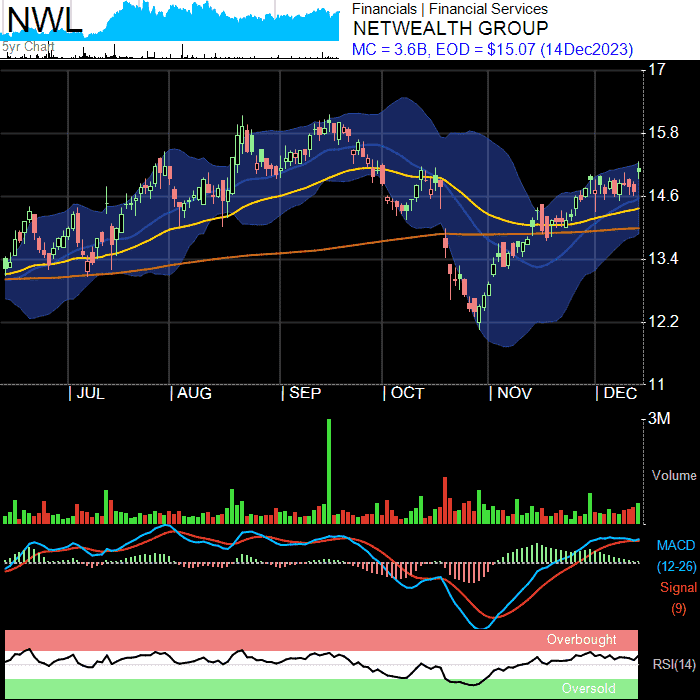 NWL
5yr Chart
Financials | Financial Services
NETWEALTH GROUP
MC = 3.6B, EOD = $15.07 (14Dec2023)
17
15.8
14.6
13.4
12.2
11
| JUL | AUG | SEP | OCT | NOV | DEC
3M
Volume
MACD
(12-26)
Signal
(9)
Overbought
RSI(14)
Oversold